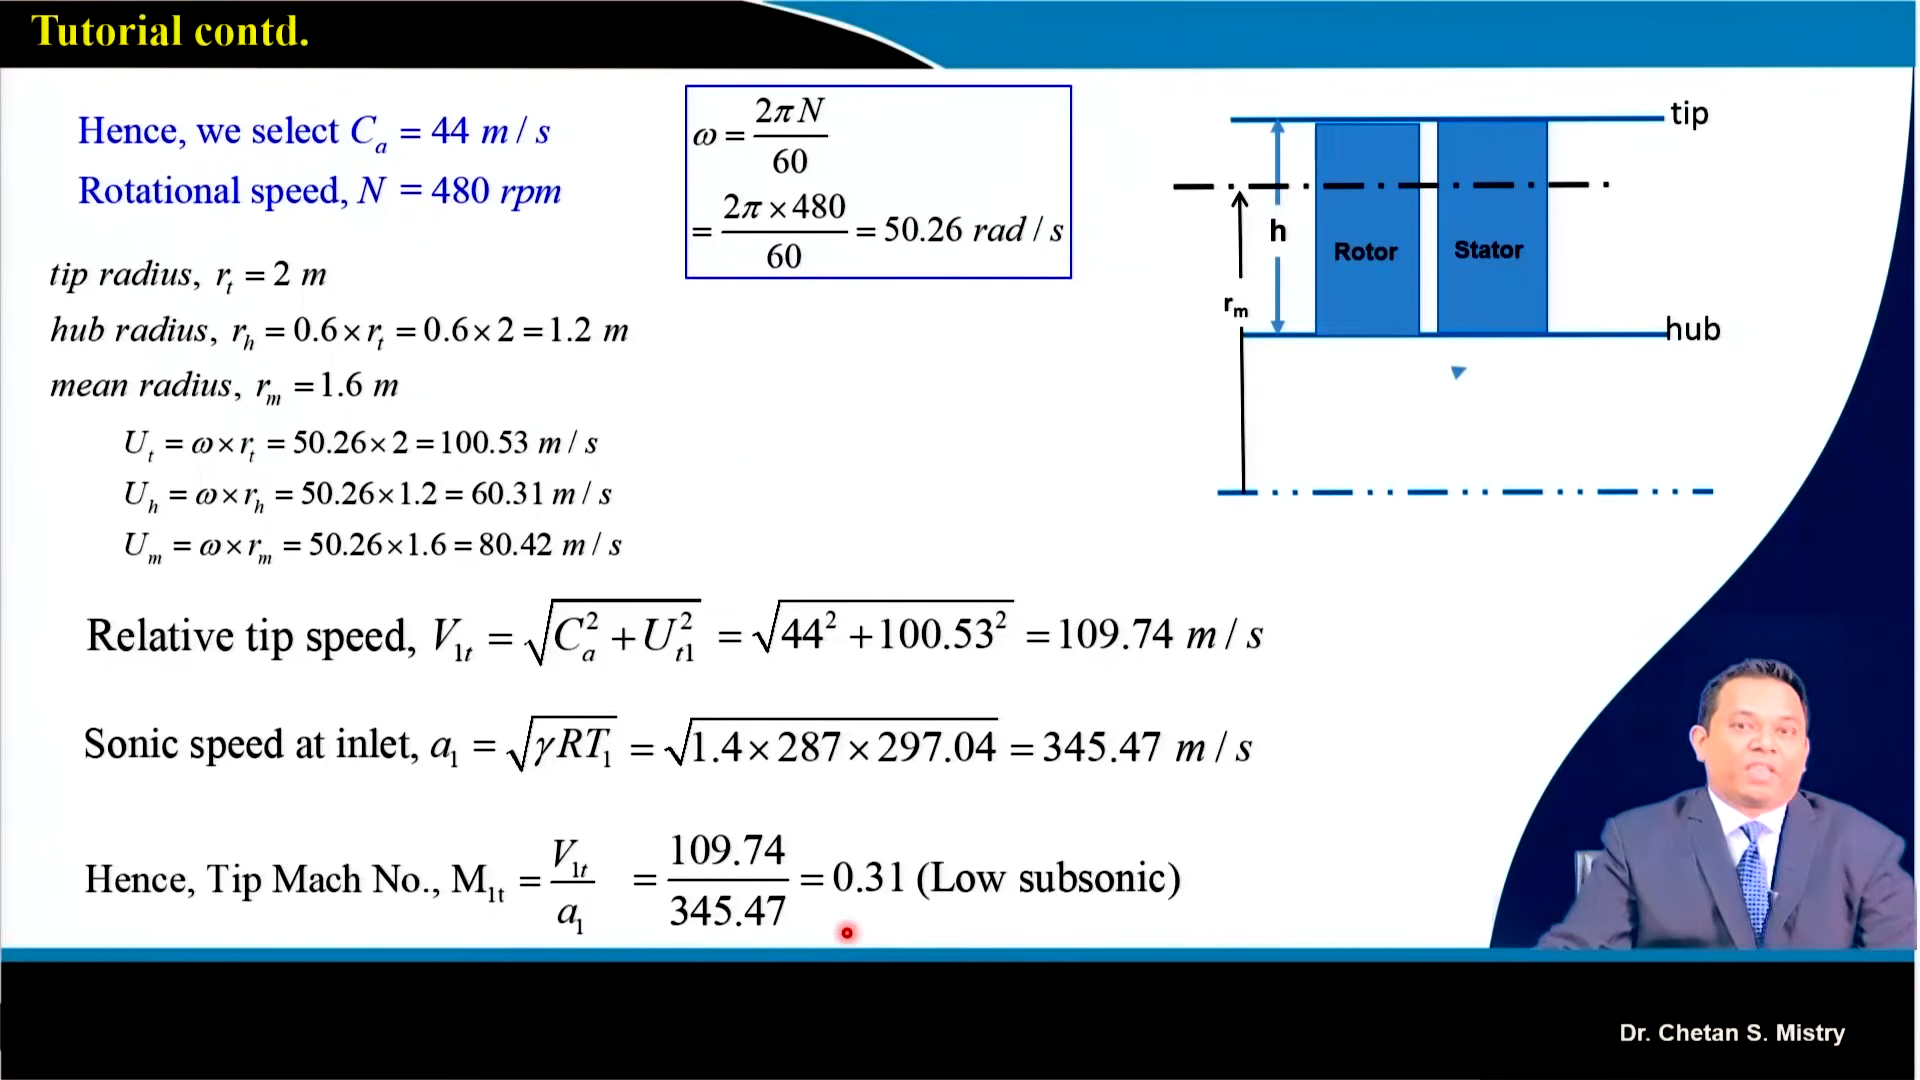 Tutorial contd.
Hence, we select Cₐ = 44 m / s
Rotational speed, N = 480 rpm
ω = 2πN / 60
= 2π × 480 / 60 = 50.26 rad / s
tip radius, r_t = 2 m
hub radius, r_h = 0.6 × r_t = 0.6 × 2 = 1.2 m
mean radius, r_m = 1.6 m
U_t = ω × r_t = 50.26 × 2 = 100.53 m / s
U_h = ω × r_h = 50.26 × 1.2 = 60.31 m / s
U_m = ω × r_m = 50.26 × 1.6 = 80.42 m / s
tip
h
Rotor
Stator
r_m
hub
Relative tip speed, V_1t = √(C_a² + U_t1²) = √(44² + 100.53²) = 109.74 m / s
Sonic speed at inlet, a₁ = √(γRT₁) = √(1.4 × 287 × 297.04) = 345.47 m / s
Hence, Tip Mach No., M_1t = V_1t / a₁ = 109.74 / 345.47 = 0.31 (Low subsonic)
Dr. Chetan S. Mistry